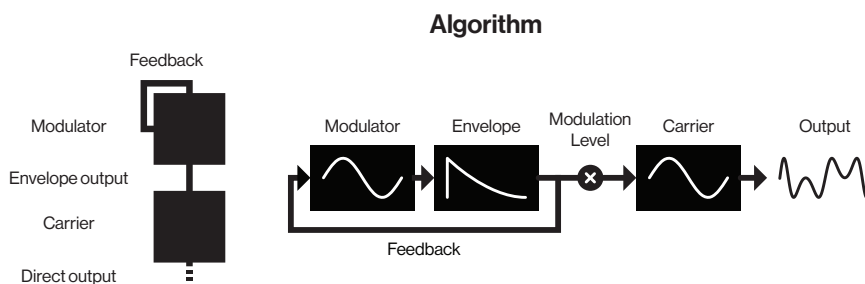 Algorithm
Feedback
Modulator
Envelope output
Carrier
Direct output
Modulator
Envelope
Modulation
Level
Carrier
Output
Feedback